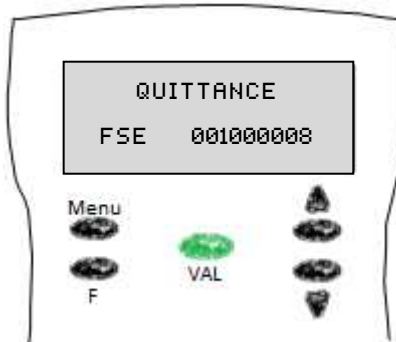 QUITTANCE
FSE 001000008
Menu
VAL
F